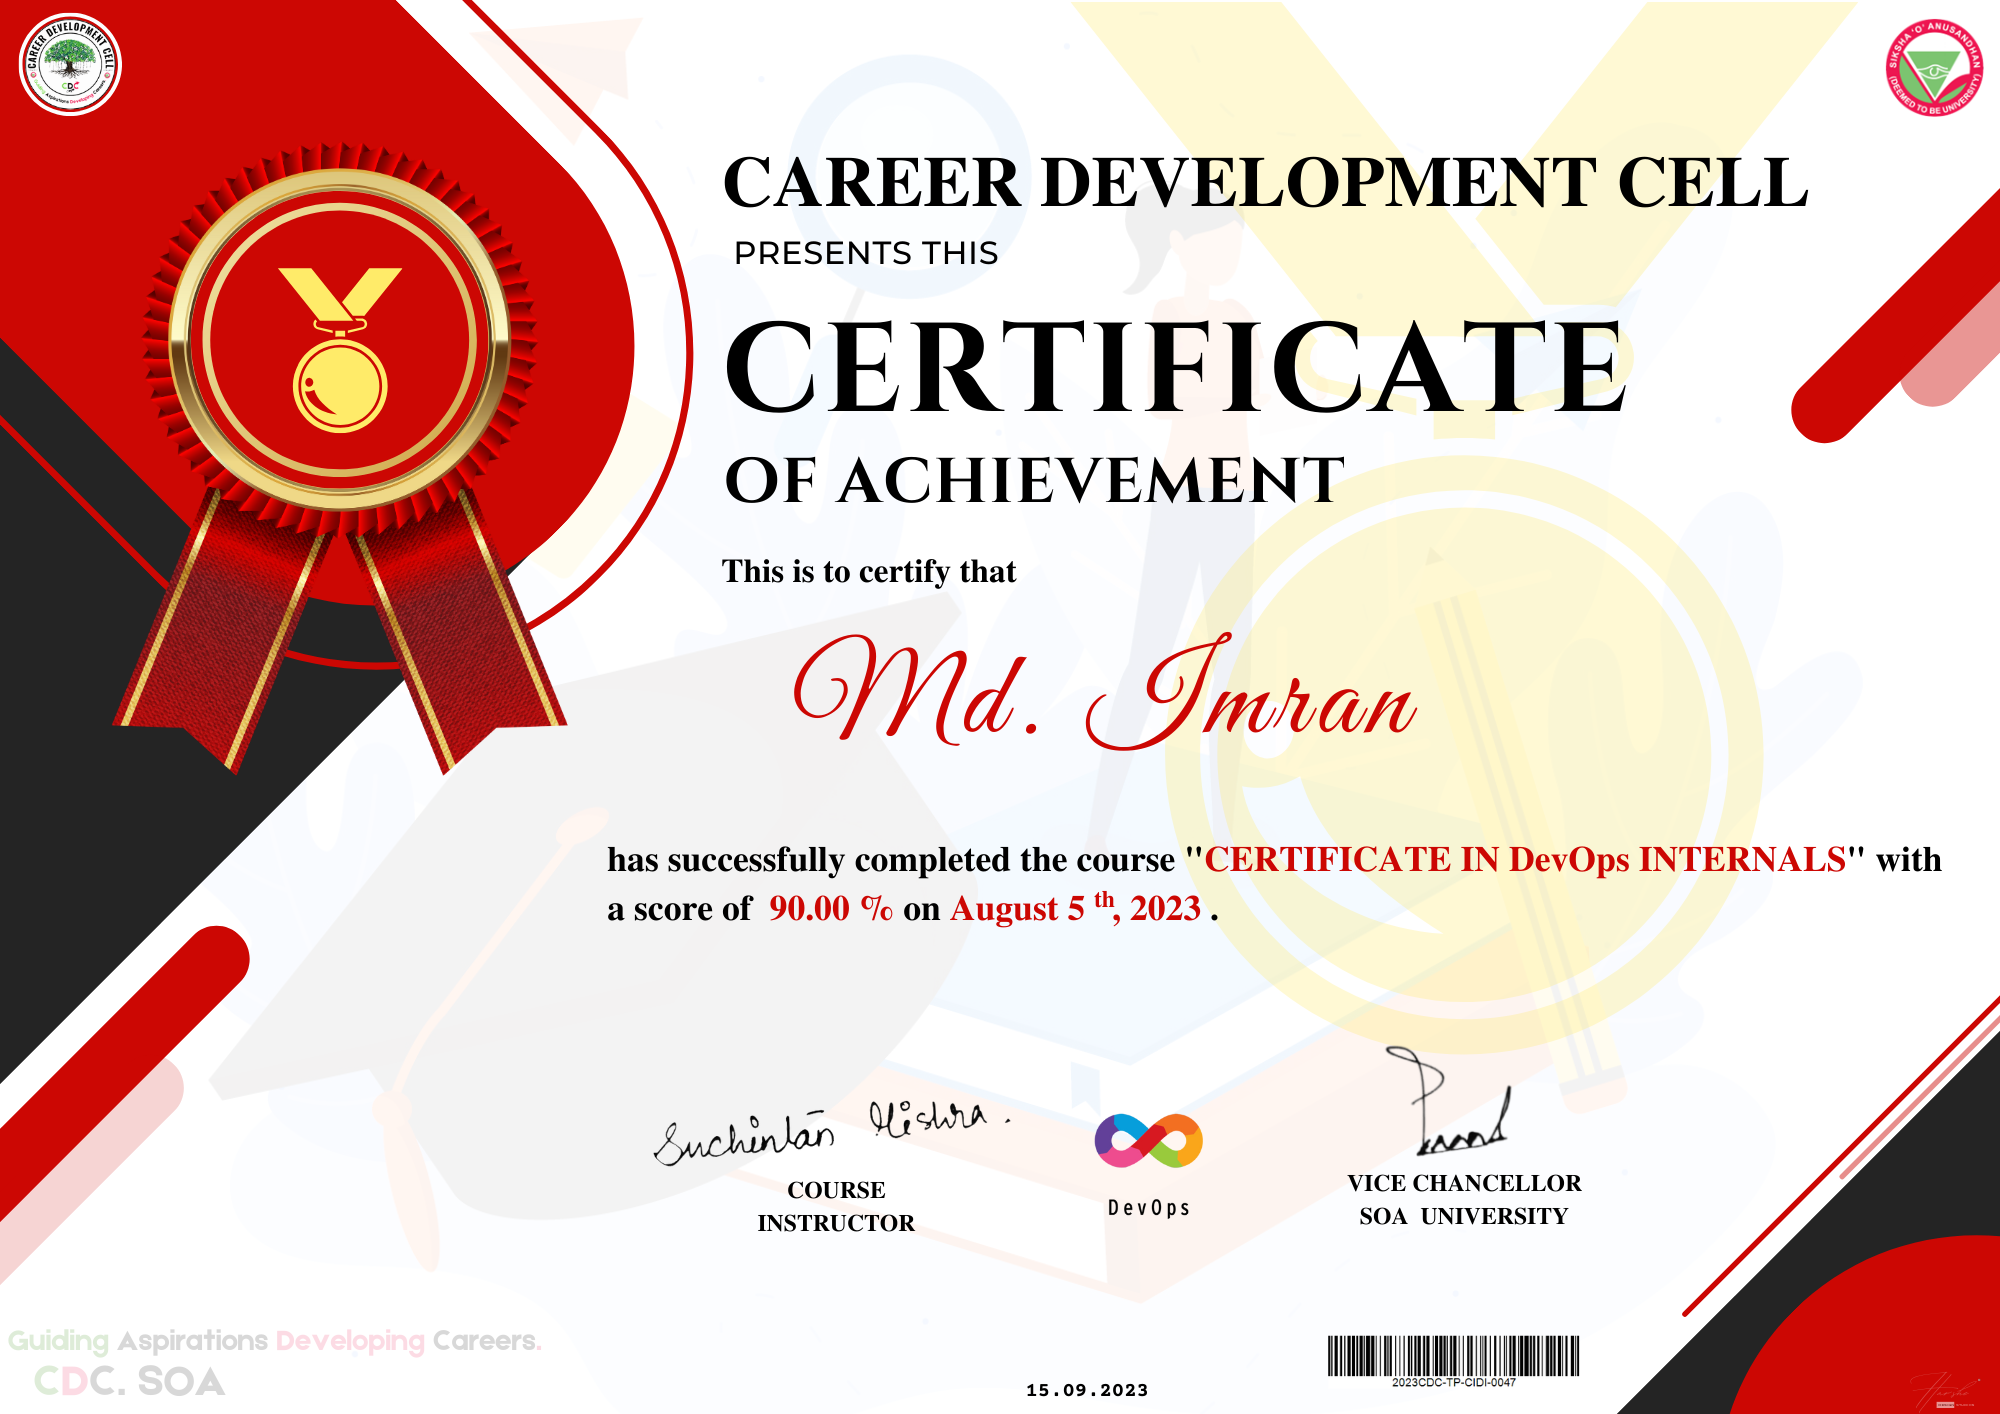 CAREER DEVELOPMENT CELL
CDC
Guiding Aspirations Developing Careers
SIKSHA 'O' ANUSANDHAN
(DEEMED TO BE UNIVERSITY)
CAREER DEVELOPMENT CELL
PRESENTS THIS
CERTIFICATE
OF ACHIEVEMENT
This is to certify that
Md. Imran
has successfully completed the course "CERTIFICATE IN DevOps INTERNALS" with
a score of 90.00 % on August 5 th, 2023 .
Suchintan Mishra.
COURSE
INSTRUCTOR
DevOps
VICE CHANCELLOR
SOA UNIVERSITY
Guiding Aspirations Developing Careers.
CDC. SOA
15.09.2023
2023CDC-TP-CIDI-0047